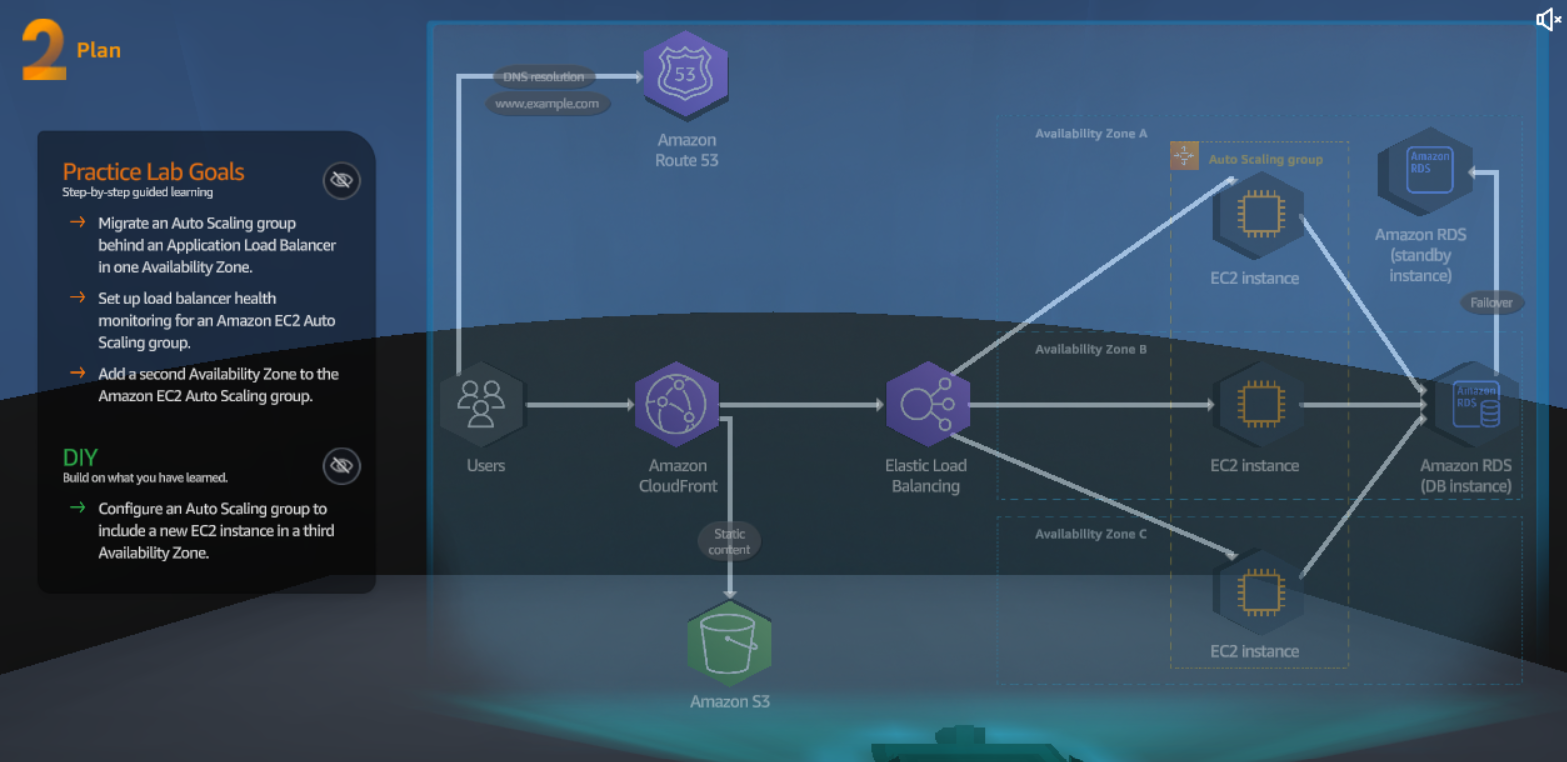 2 Plan
Practice Lab Goals
Step-by-step guided learning
Migrate an Auto Scaling group
behind an Application Load Balancer
in one Availability Zone.
Set up load balancer health
monitoring for an Amazon EC2 Auto
Scaling group.
Add a second Availability Zone to the
Amazon EC2 Auto Scaling group.
DIY
Build on what you have learned.
Configure an Auto Scaling group to
include a new EC2 instance in a third
Availability Zone.
DNS resolution
www.example.com
53
Amazon
Route 53
Users
Amazon
CloudFront
Static
content
Amazon S3
Elastic Load
Balancing
Availability Zone A
Auto Scaling group
EC2 instance
Amazon
RDS
Amazon RDS
(standby
instance)
Failover
Availability Zone B
EC2 instance
Amazon
RDS
Amazon RDS
(DB instance)
Availability Zone C
EC2 instance